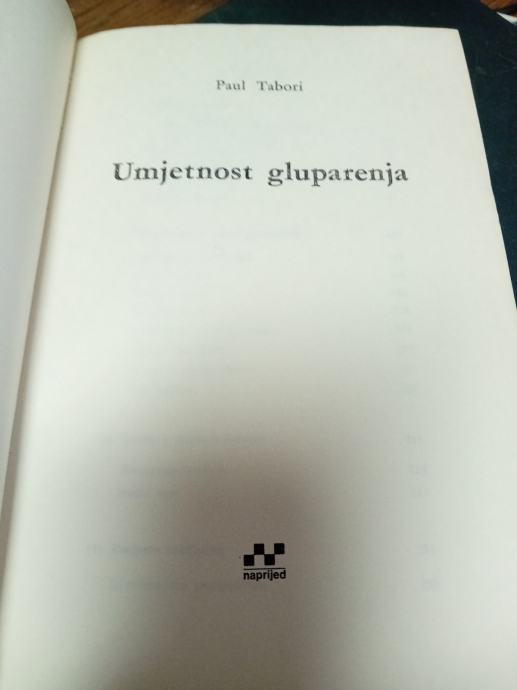 Paul Tabori
Umjetnost gluparenja
naprijed